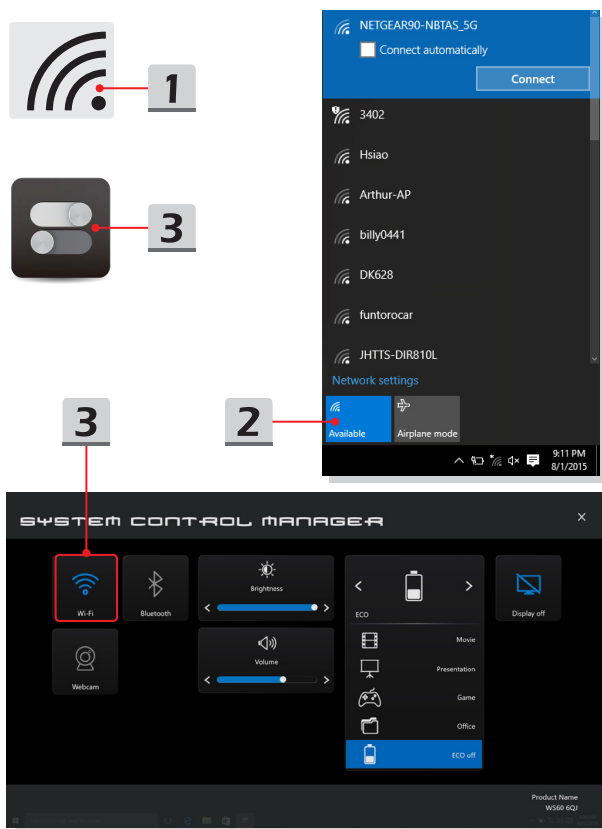 1
3
NETGEAR90-NBTAS_5G
Connect automatically
Connect
3402
Hsiao
Arthur-AP
billy0441
DK628
funtorocar
JHTTS-DIR810L
Network settings
2
Available
Airplane mode
9:11 PM
8/1/2015
3
SYSTEM CONTROL MANAGER
Wi-Fi
Bluetooth
Brightness
ECO
Display off
Movie
Webcam
Volume
Presentation
Game
Office
ECO off
Product Name
WS60 6QJ